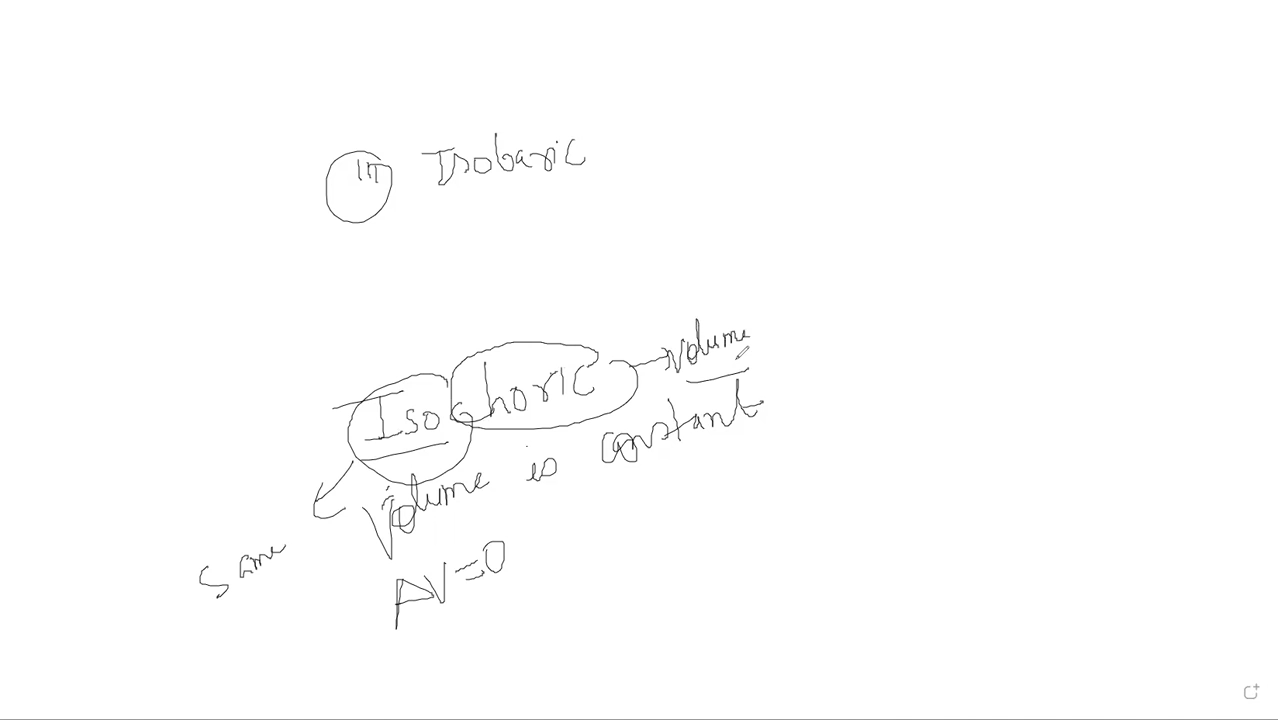 III Isobaric
Isochoric volume
Volume is constant
Same
ΔV=0